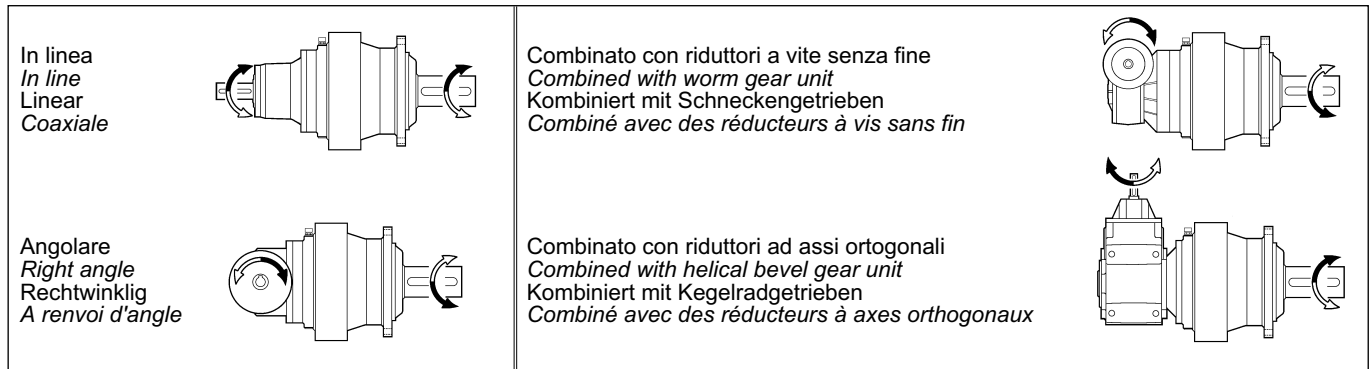 In linea
In line
Linear
Coaxiale
Combinato con riduttori a vite senza fine
Combined with worm gear unit
Kombiniert mit Schneckengetrieben
Combiné avec des réducteurs à vis sans fin
Angolare
Right angle
Rechtwinklig
A renvoi d'angle
Combinato con riduttori ad assi ortogonali
Combined with helical bevel gear unit
Kombiniert mit Kegelradgetrieben
Combiné avec des réducteurs à axes orthogonaux